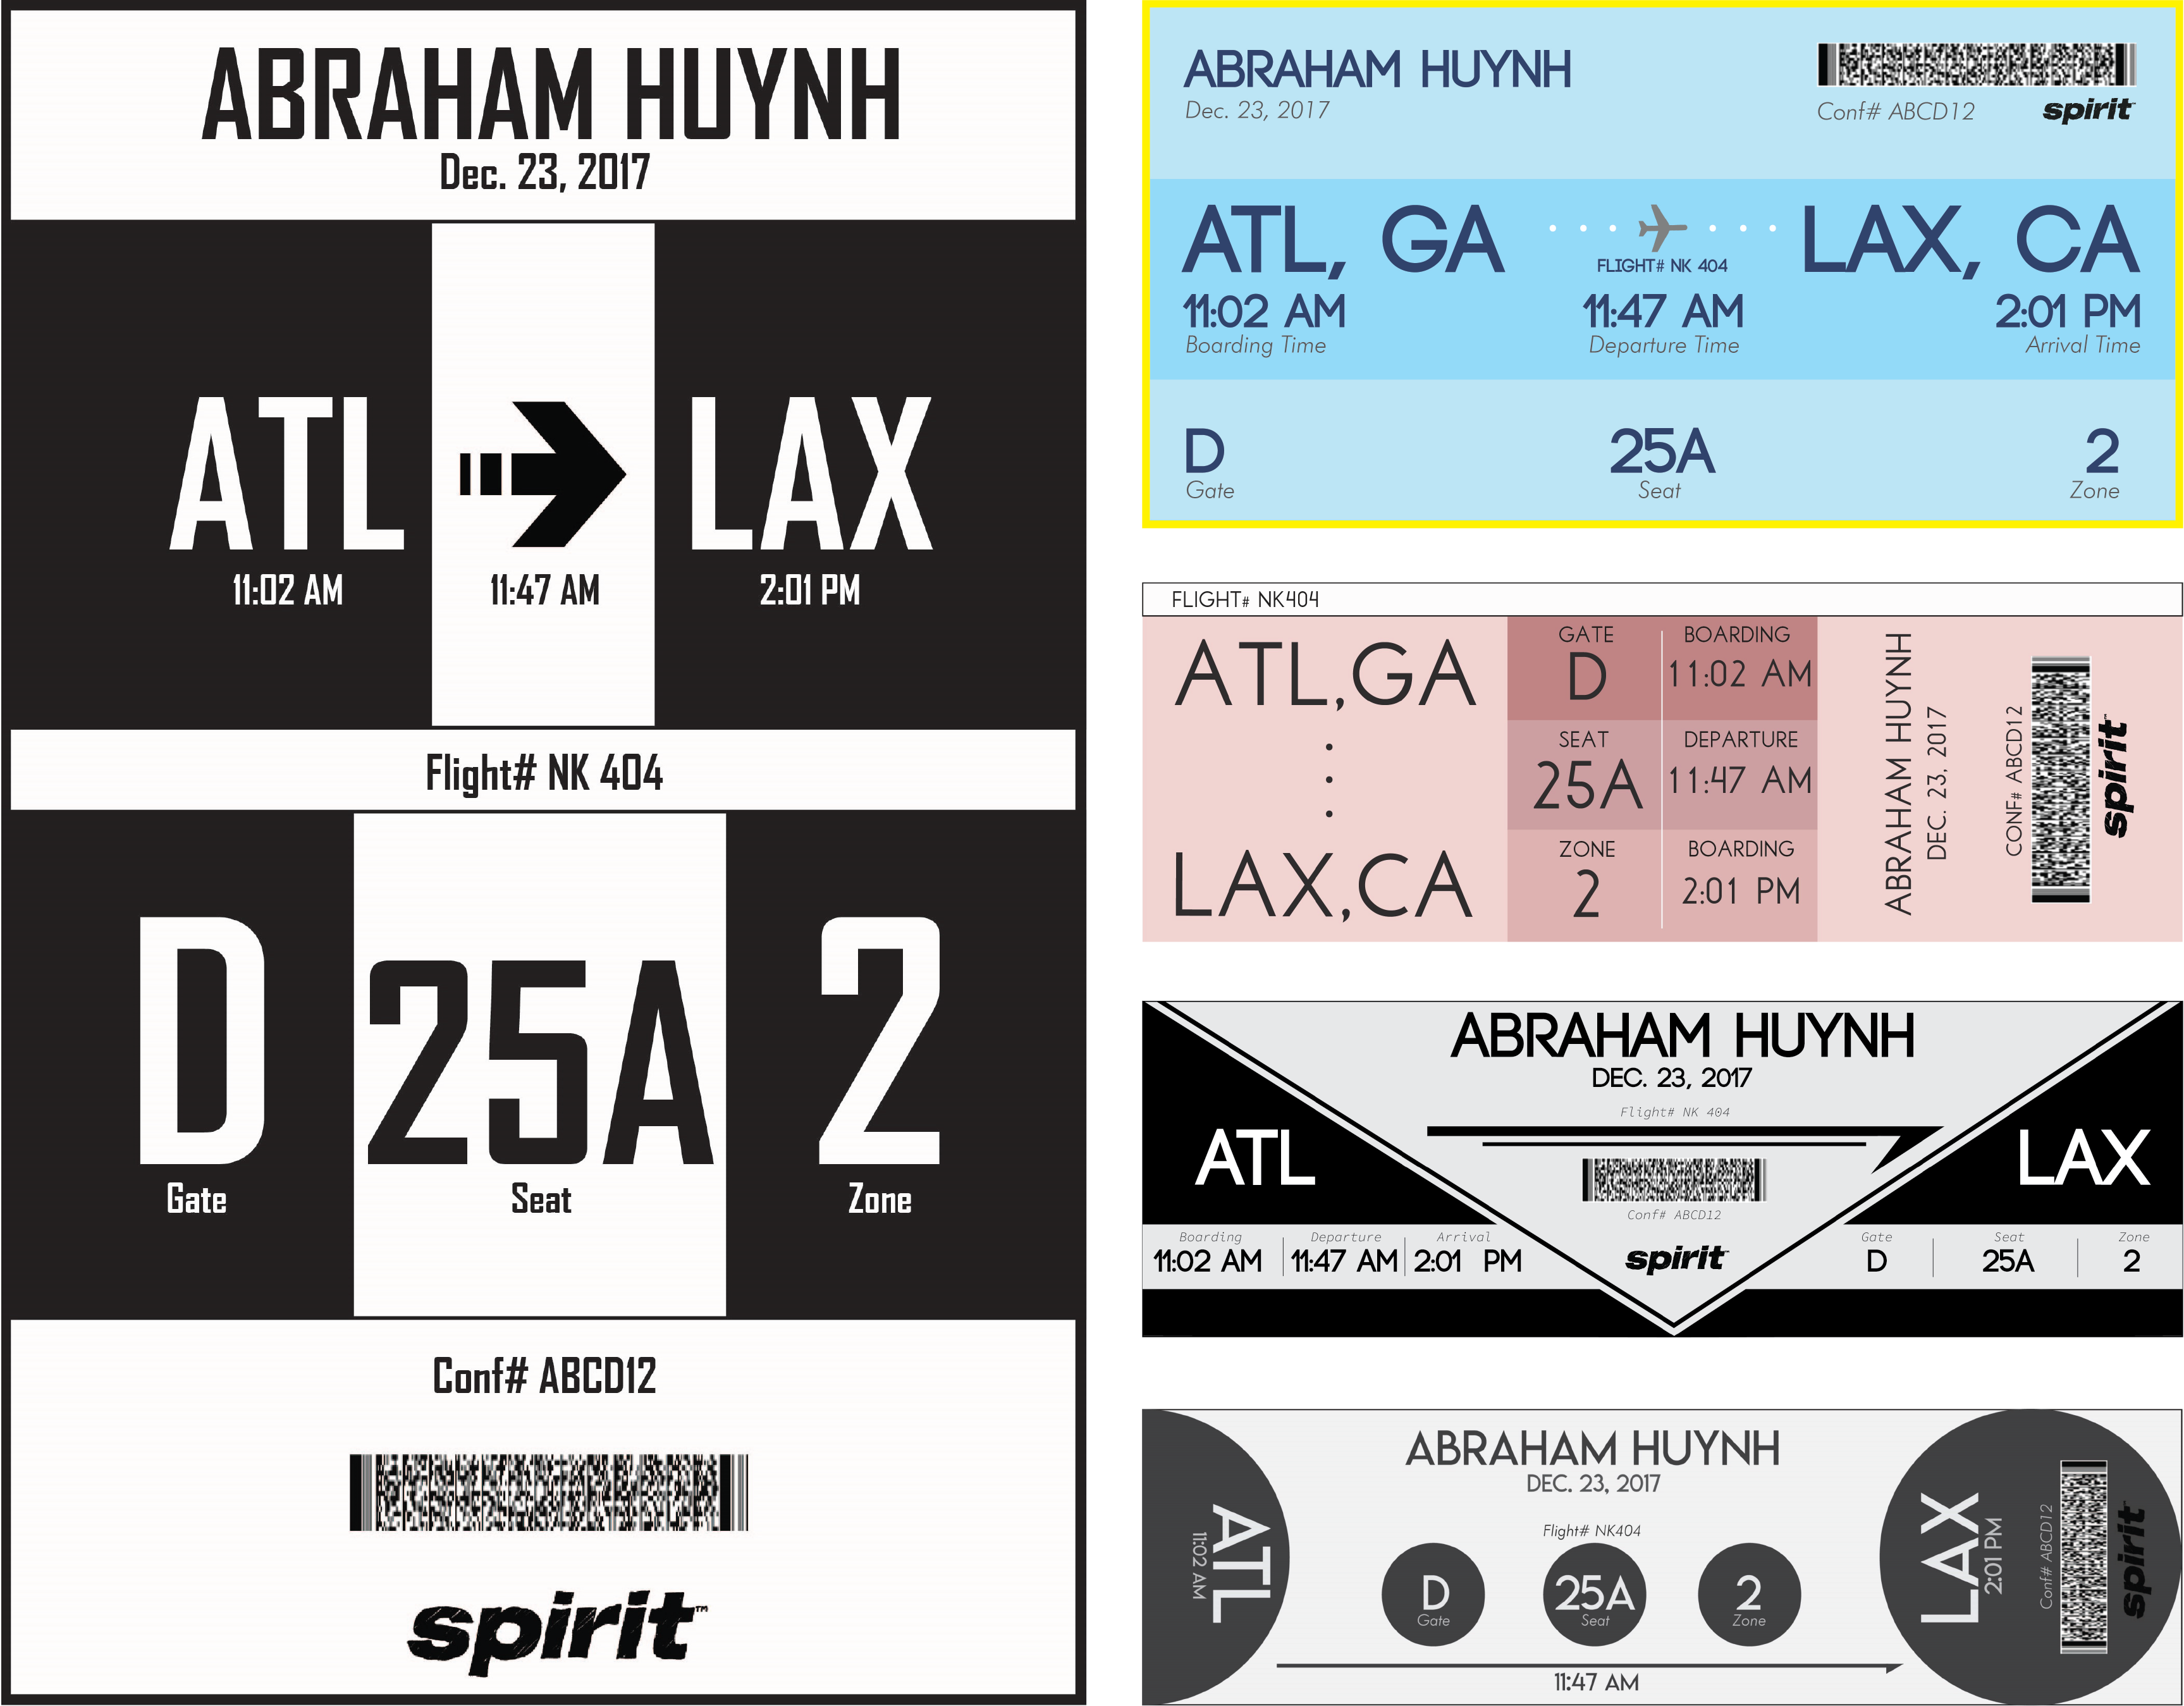 ABRAHAM HUYNH
Dec. 23, 2017
ATL LAX
11:02 AM 11:47 AM 2:01 PM
Flight# NK 404
D 25A 2
Gate Seat Zone
Conf# ABCD12
spirit™
ABRAHAM HUYNH
Dec. 23, 2017
Conf# ABCD12 spirit
ATL, GA LAX, CA
FLIGHT# NK 404
11:02 AM 11:47 AM 2:01 PM
Boarding Time Departure Time Arrival Time
D 25A 2
Gate Seat Zone
FLIGHT# NK404
ATL,GA
LAX,CA
GATE BOARDING
D 11:02 AM
SEAT DEPARTURE
25A 11:47 AM
ZONE BOARDING
2 2:01 PM
ABRAHAM HUYNH
DEC. 23, 2017
CONF# ABCD12
spirit
ABRAHAM HUYNH
DEC. 23, 2017
Flight# NK 404
ATL LAX
Conf# ABCD12
spirit
Boarding Departure Arrival
11:02 AM 11:47 AM 2:01 PM
Gate Seat Zone
D 25A 2
ABRAHAM HUYNH
DEC. 23, 2017
Flight# NK404
ATL
11:02 AM
D 25A 2
Gate Seat Zone
11:47 AM
LAX
2:01 PM
Conf# ABCD12
spirit